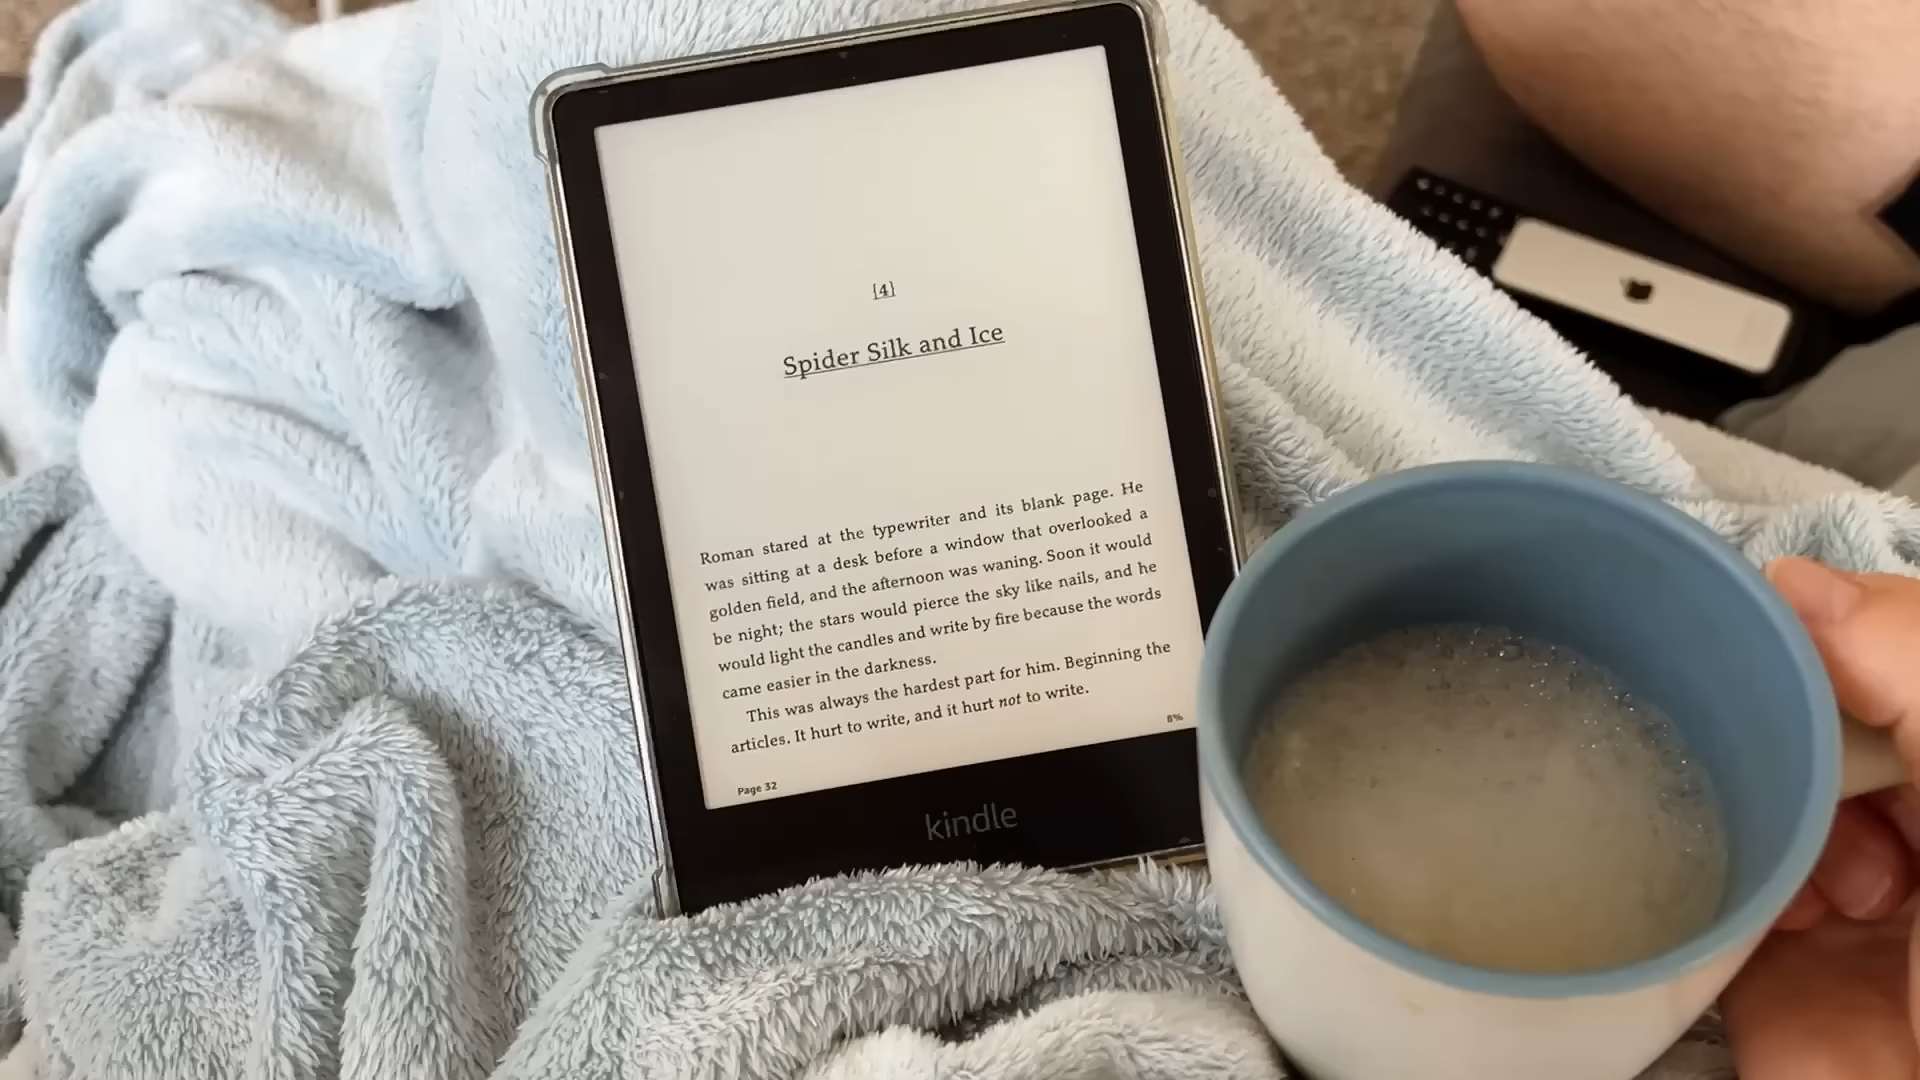 {4}
Spider Silk and Ice
Roman stared at the typewriter and its blank page. He
was sitting at a desk before a window that overlooked a
golden field, and the afternoon was waning. Soon it would
be night; the stars would pierce the sky like nails, and he
would light the candles and write by fire because the words
came easier in the darkness.
This was always the hardest part for him. Beginning the
articles. It hurt to write, and it hurt not to write.
Page 32
8%
kindle